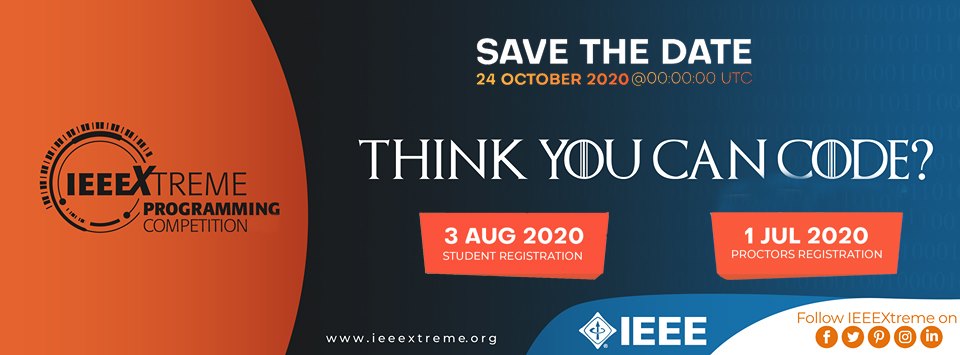 SAVE THE DATE
24 OCTOBER 2020 @00:00:00 UTC
THINK YOU CAN CODE?
IEEEXTREME
PROGRAMMING
COMPETITION
3 AUG 2020
STUDENT REGISTRATION
1 JUL 2020
PROCTORS REGISTRATION
www.ieeextreme.org
IEEE
Follow IEEEXtreme on